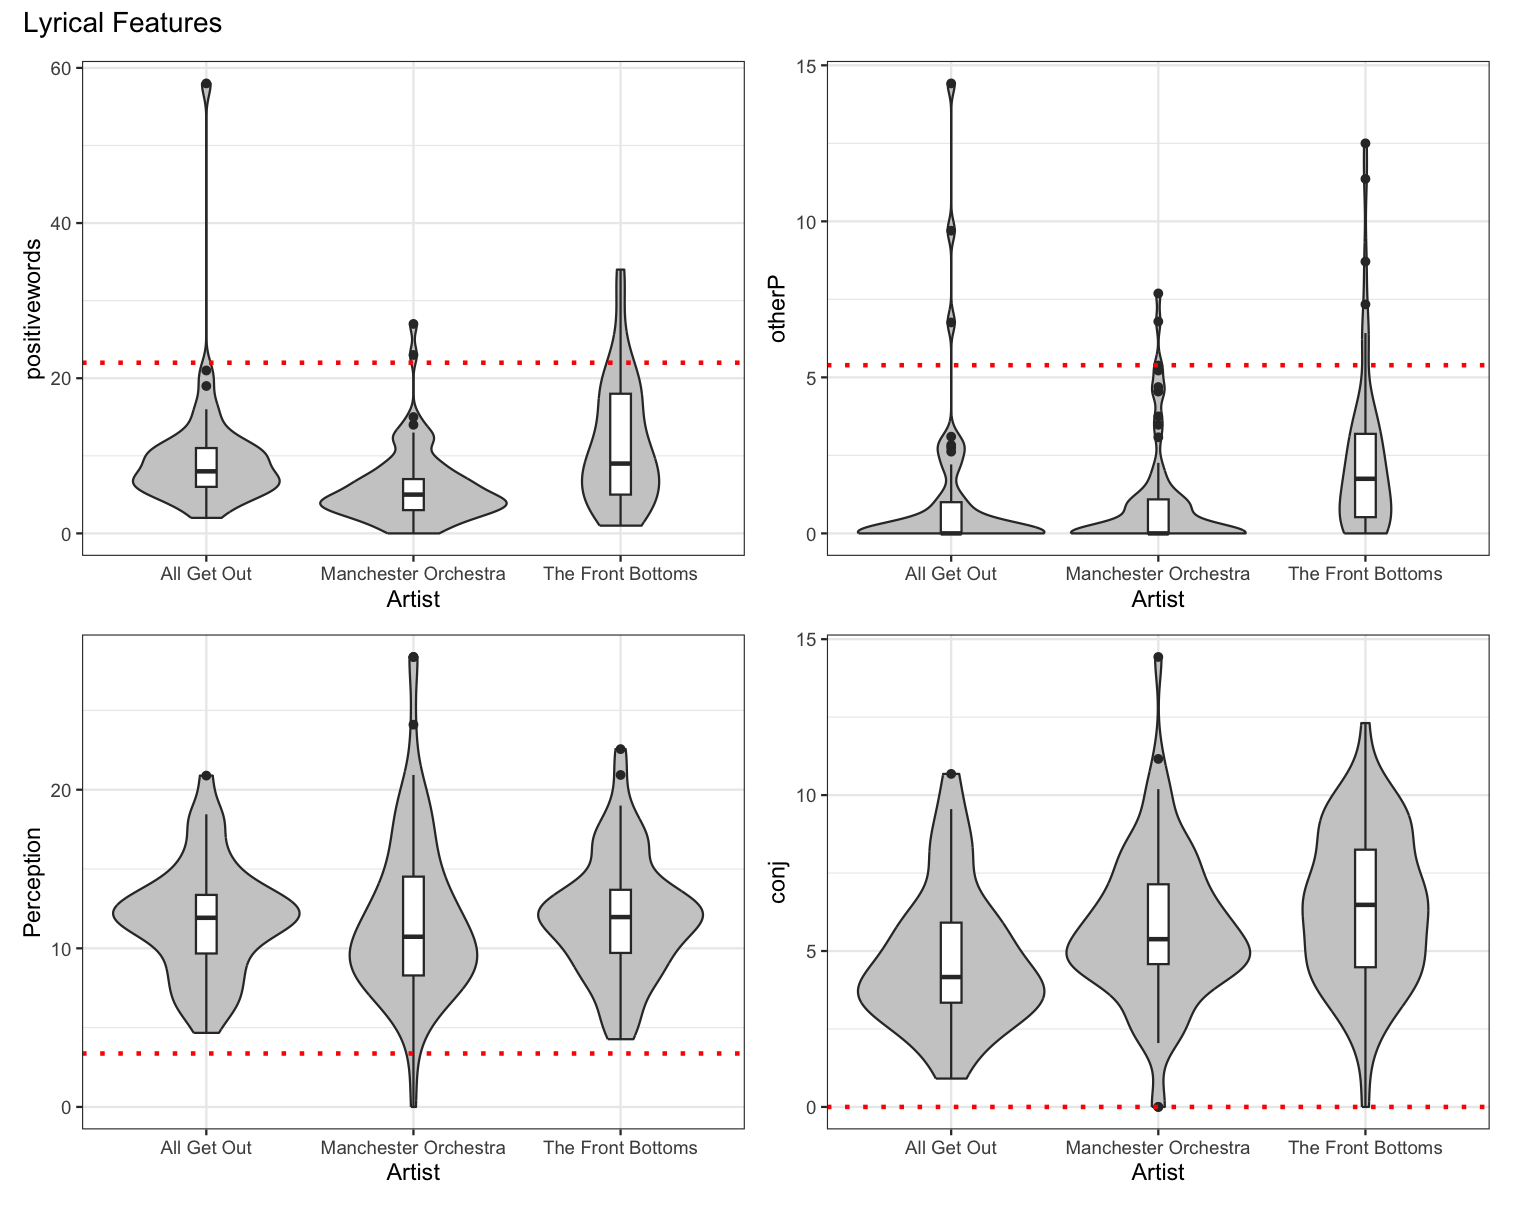 Lyrical Features
60
40
20
0
positivewords
All Get Out Manchester Orchestra The Front Bottoms
Artist
15
10
5
0
otherP
All Get Out Manchester Orchestra The Front Bottoms
Artist
20
10
0
Perception
All Get Out Manchester Orchestra The Front Bottoms
Artist
15
10
5
0
conj
All Get Out Manchester Orchestra The Front Bottoms
Artist